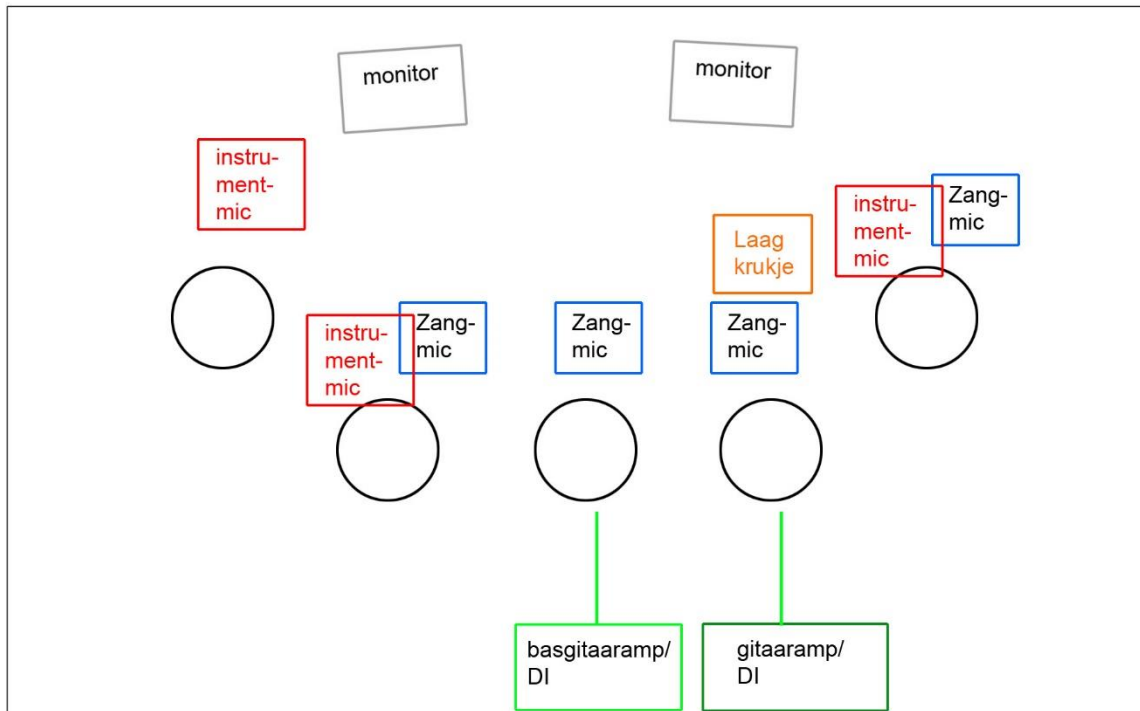 monitor
monitor
instru-
ment-
mic
instru-
ment-
mic
Zang-
mic
Laag
krukje
instru-
ment-
mic
Zang-
mic
Zang-
mic
Zang-
mic
basgitaaramp/
DI
gitaaramp/
DI